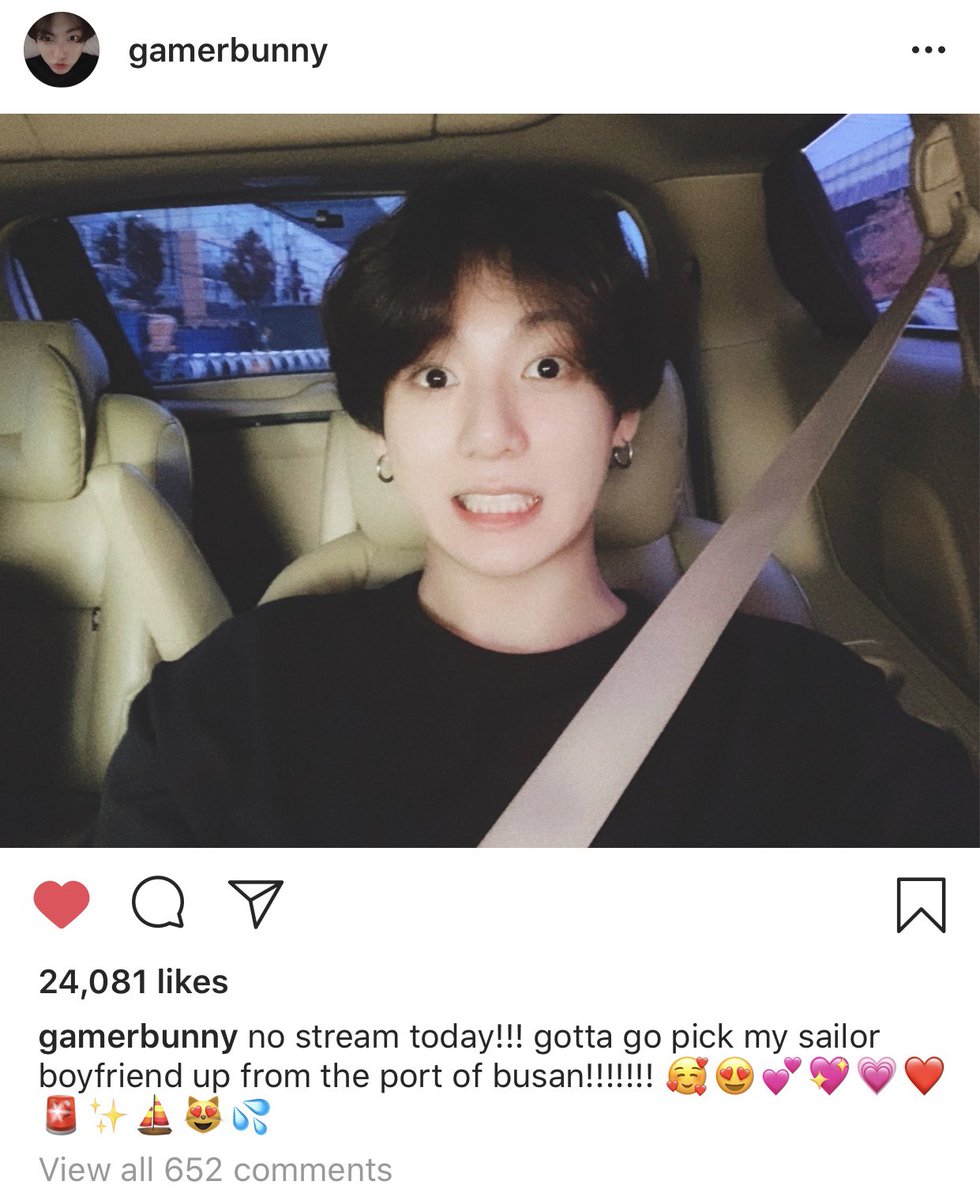 gamerbunny
24,081 likes
gamerbunny no stream today!!! gotta go pick my sailor
boyfriend up from the port of busan!!!!!!! 🥰😍💕💖💗❤️
🚨✨⛵😻💦
View all 652 comments